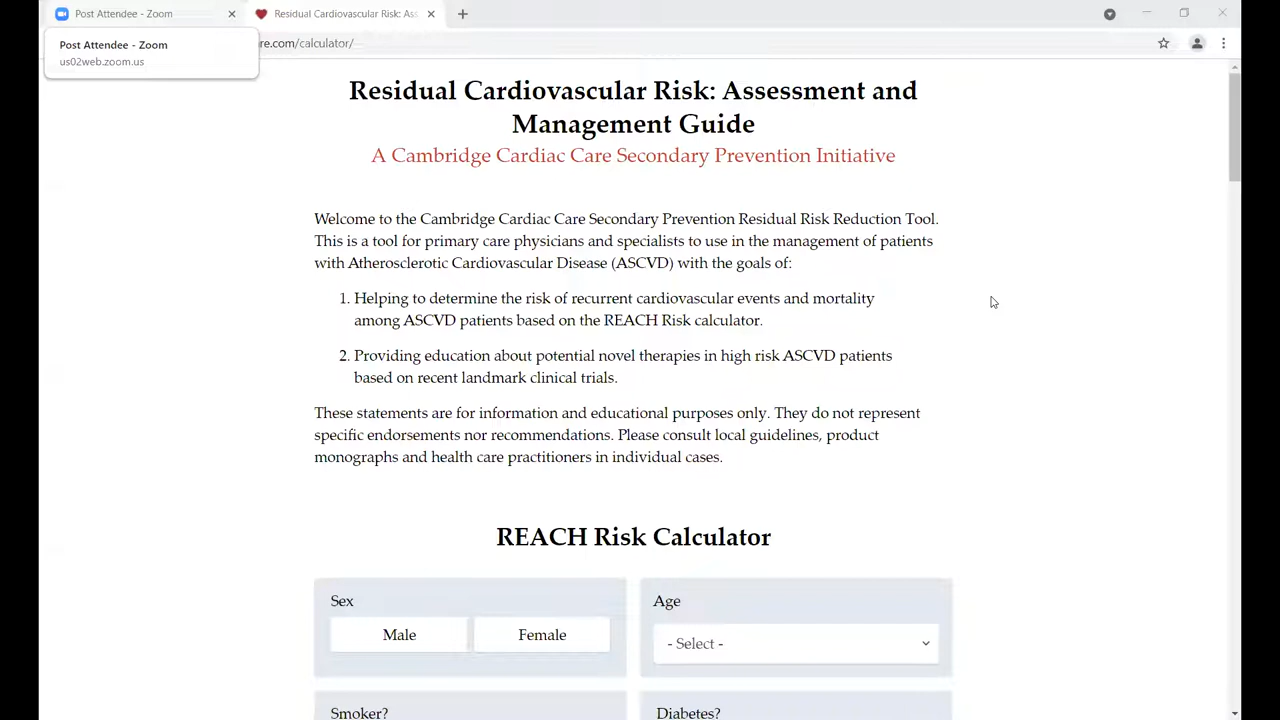 Post Attendee - Zoom
Residual Cardiovascular Risk: Ass
Post Attendee - Zoom
us02web.zoom.us
re.com/calculator/
Residual Cardiovascular Risk: Assessment and
Management Guide
A Cambridge Cardiac Care Secondary Prevention Initiative
Welcome to the Cambridge Cardiac Care Secondary Prevention Residual Risk Reduction Tool.
This is a tool for primary care physicians and specialists to use in the management of patients
with Atherosclerotic Cardiovascular Disease (ASCVD) with the goals of:
1. Helping to determine the risk of recurrent cardiovascular events and mortality
among ASCVD patients based on the REACH Risk calculator.
2. Providing education about potential novel therapies in high risk ASCVD patients
based on recent landmark clinical trials.
These statements are for information and educational purposes only. They do not represent
specific endorsements nor recommendations. Please consult local guidelines, product
monographs and health care practitioners in individual cases.
REACH Risk Calculator
Sex
Age
Male
Female
- Select -
Smoker?
Diabetes?